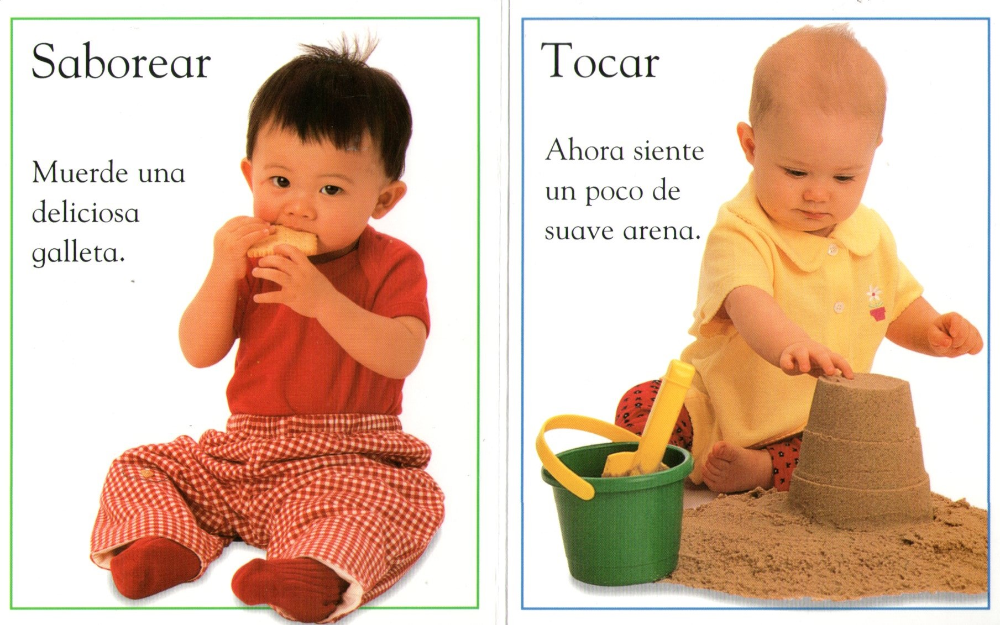 Saborear
Muerde una
deliciosa
galleta.
Tocar
Ahora siente
un poco de
suave arena.